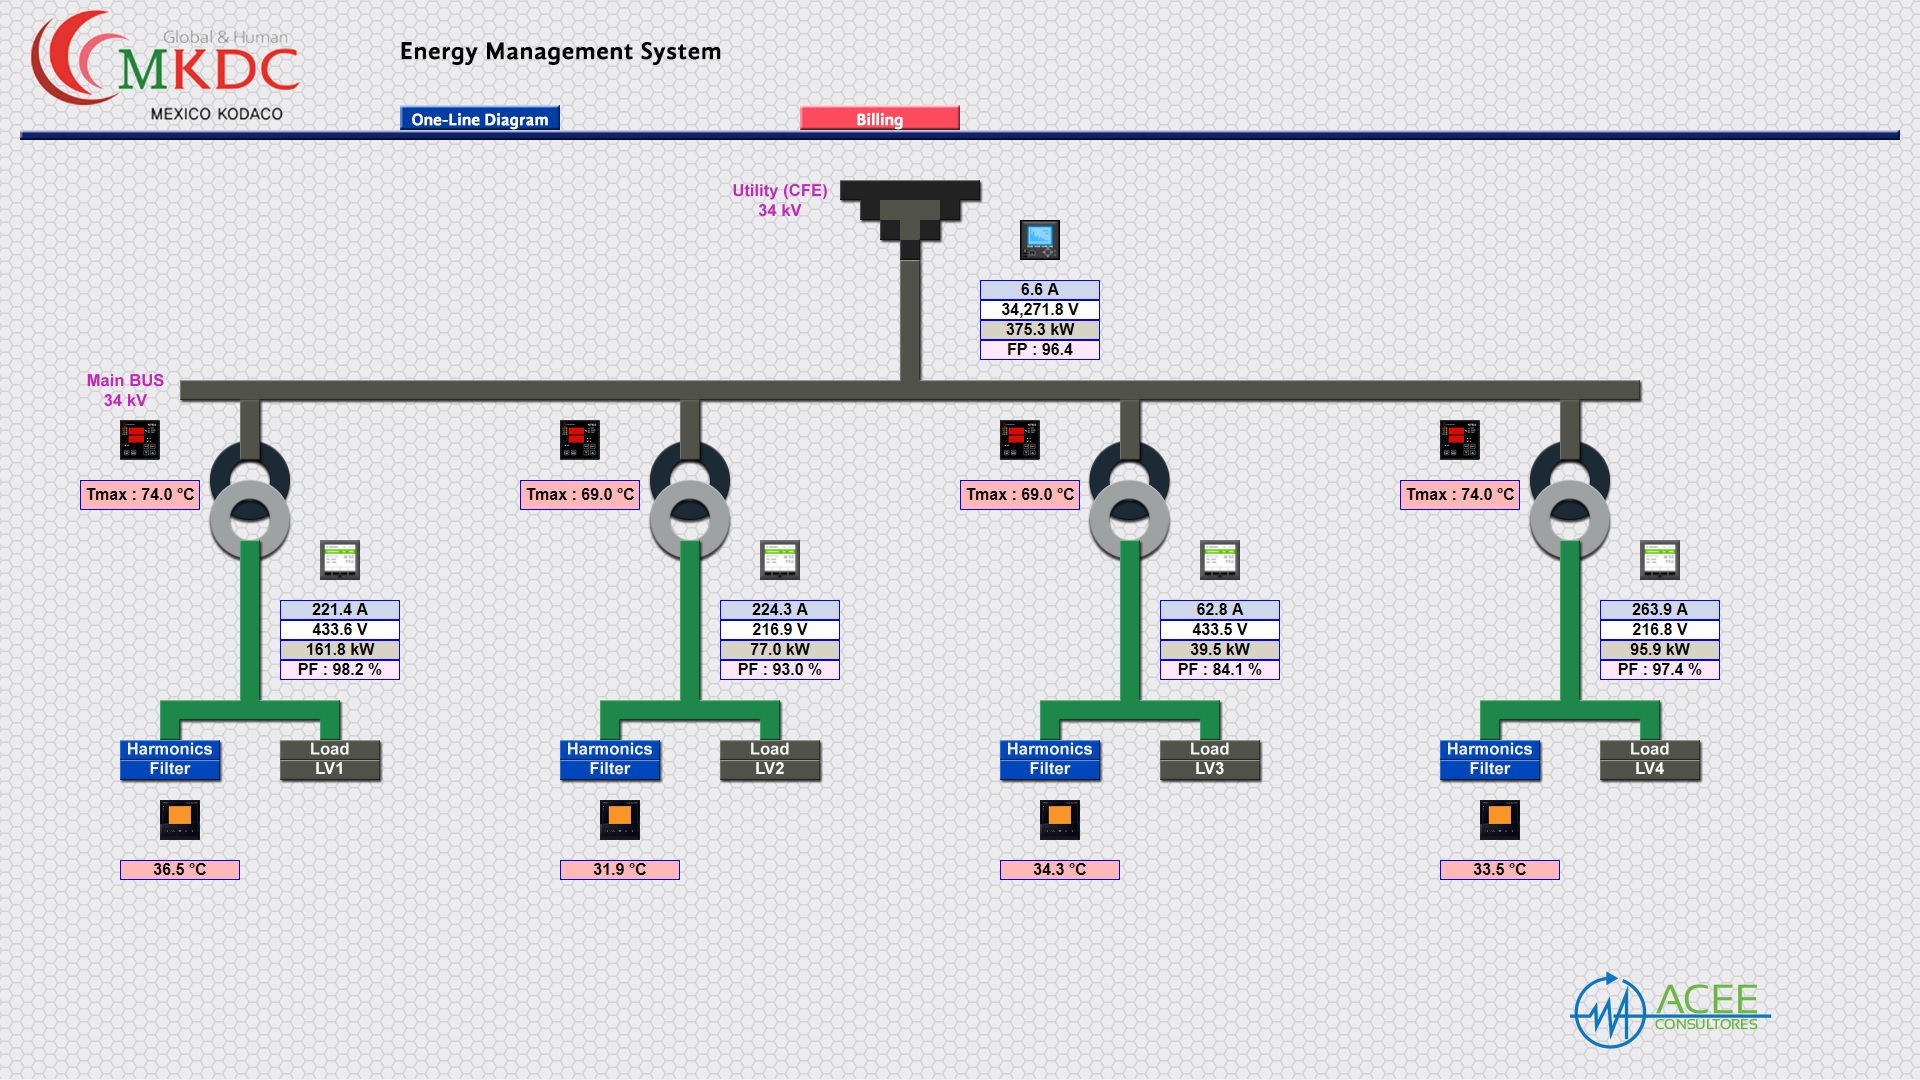 Global & Human
MKDC
MEXICO KODACO
Energy Management System
One-Line Diagram
Billing
Utility (CFE)
34 kV
6.6 A
34,271.8 V
375.3 kW
FP : 96.4
Main BUS
34 kV
Tmax : 74.0 °C
Tmax : 69.0 °C
Tmax : 69.0 °C
Tmax : 74.0 °C
221.4 A
433.6 V
161.8 kW
PF : 98.2 %
224.3 A
216.9 V
77.0 kW
PF : 93.0 %
62.8 A
433.5 V
39.5 kW
PF : 84.1 %
263.9 A
216.8 V
95.9 kW
PF : 97.4 %
Harmonics
Filter
Load
LV1
Harmonics
Filter
Load
LV2
Harmonics
Filter
Load
LV3
Harmonics
Filter
Load
LV4
36.5 °C
31.9 °C
34.3 °C
33.5 °C
ACEE
CONSULTORES